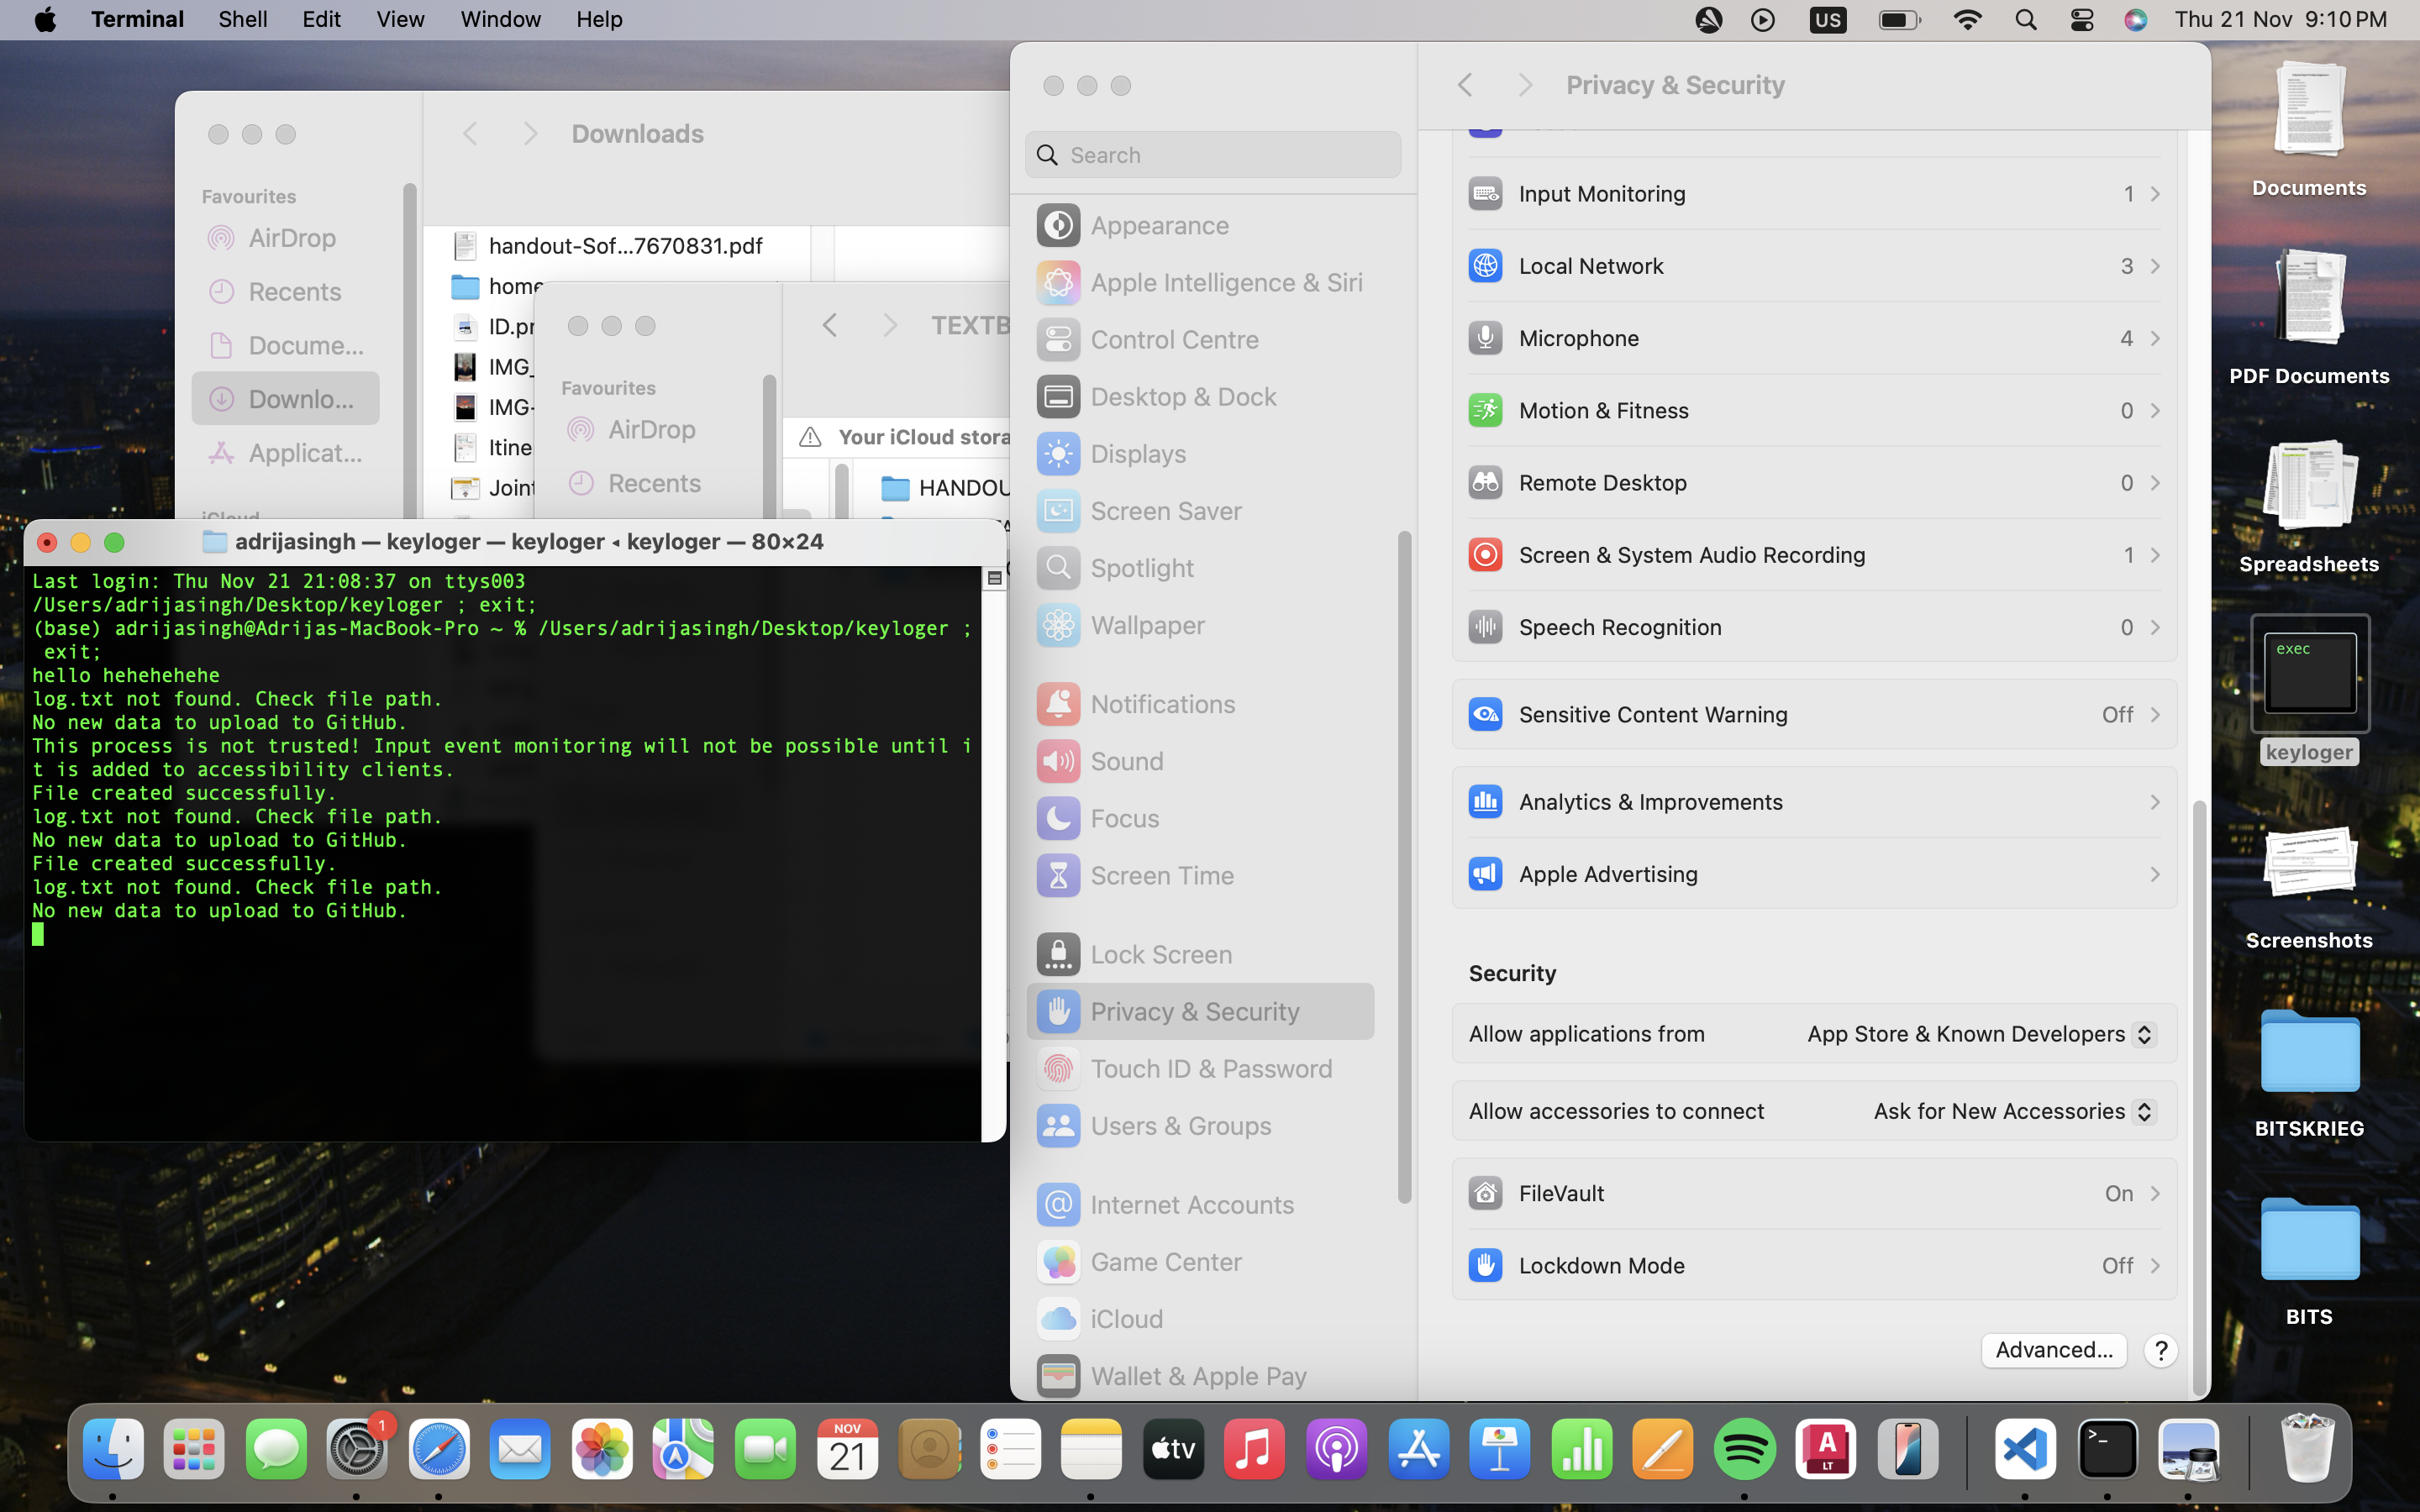 Terminal Shell Edit View Window Help
US
Thu 21 Nov 9:10 PM
Downloads
Favourites
AirDrop
Recents
Docume...
Downlo...
Applicat...
iCloud
handout-Sof...7670831.pdf
home
ID.pr
IMG_
IMG-
Itine
Joint
TEXTB
Favourites
AirDrop
Recents
Your iCloud stora
HANDOU
adrijasingh — keyloger — keyloger ◂ keyloger — 80×24
Last login: Thu Nov 21 21:08:37 on ttys003
/Users/adrijasingh/Desktop/keyloger ; exit;
(base) adrijasingh@Adrijas-MacBook-Pro ~ % /Users/adrijasingh/Desktop/keyloger ;
exit;
hello hehehehehe
log.txt not found. Check file path.
No new data to upload to GitHub.
This process is not trusted! Input event monitoring will not be possible until i
t is added to accessibility clients.
File created successfully.
log.txt not found. Check file path.
No new data to upload to GitHub.
File created successfully.
log.txt not found. Check file path.
No new data to upload to GitHub.
Search
Appearance
Apple Intelligence & Siri
Control Centre
Desktop & Dock
Displays
Screen Saver
Spotlight
Wallpaper
Notifications
Sound
Focus
Screen Time
Lock Screen
Privacy & Security
Touch ID & Password
Users & Groups
Internet Accounts
Game Center
iCloud
Wallet & Apple Pay
Privacy & Security
Input Monitoring 1
Local Network 3
Microphone 4
Motion & Fitness 0
Remote Desktop 0
Screen & System Audio Recording 1
Speech Recognition 0
Sensitive Content Warning Off
Analytics & Improvements
Apple Advertising
Security
Allow applications from App Store & Known Developers
Allow accessories to connect Ask for New Accessories
FileVault On
Lockdown Mode Off
Advanced... ?
Documents
PDF Documents
Spreadsheets
exec
keyloger
Screenshots
BITSKRIEG
BITS
1
NOV
21
tv
A
LT
>_